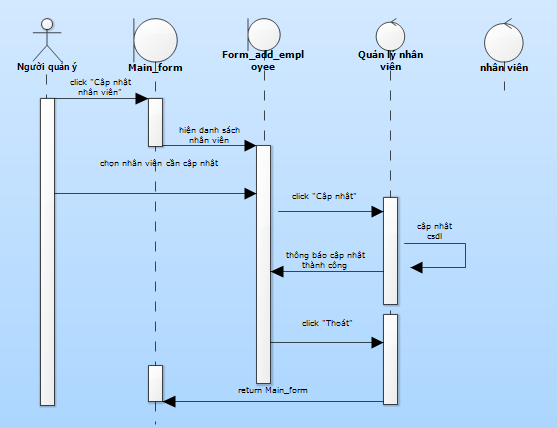 Người quản ý
Main_form
Form_add_empl
oyee
Quản lý nhân
viên
nhân viên
click "Cập nhật
nhân viên"
hiện danh sách
nhân viên
chọn nhân viên cần cập nhật
click "Cập nhật"
cập nhật
csdl
thông báo cập nhật
thành công
click "Thoát"
return Main_form